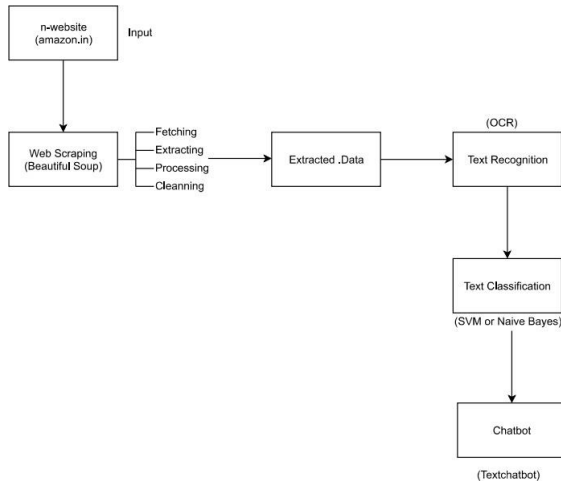 n-website
(amazon.in)
Input
Web Scraping
(Beautiful Soup)
Fetching
Extracting
Processing
Cleanning
Extracted .Data
(OCR)
Text Recognition
Text Classification
(SVM or Naive Bayes)
Chatbot
(Textchatbot)